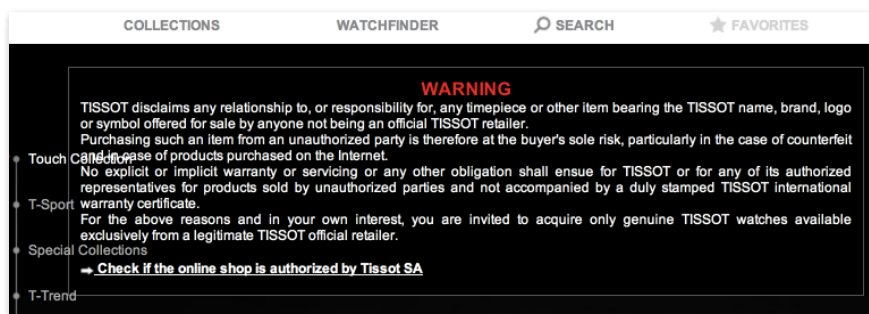 COLLECTIONS WATCHFINDER SEARCH FAVORITES
WARNING
TISSOT disclaims any relationship to, or responsibility for, any timepiece or other item bearing the TISSOT name, brand, logo
or symbol offered for sale by anyone not being an official TISSOT retailer.
Purchasing such an item from an unauthorized party is therefore at the buyer's sole risk, particularly in the case of counterfeit
and in case of products purchased on the Internet.
Touch Collection
No explicit or implicit warranty or servicing or any other obligation shall ensue for TISSOT or for any of its authorized
representatives for products sold by unauthorized parties and not accompanied by a duly stamped TISSOT international
warranty certificate.
T-Sport
For the above reasons and in your own interest, you are invited to acquire only genuine TISSOT watches available
exclusively from a legitimate TISSOT official retailer.
Special Collections
Check if the online shop is authorized by Tissot SA
T-Trend